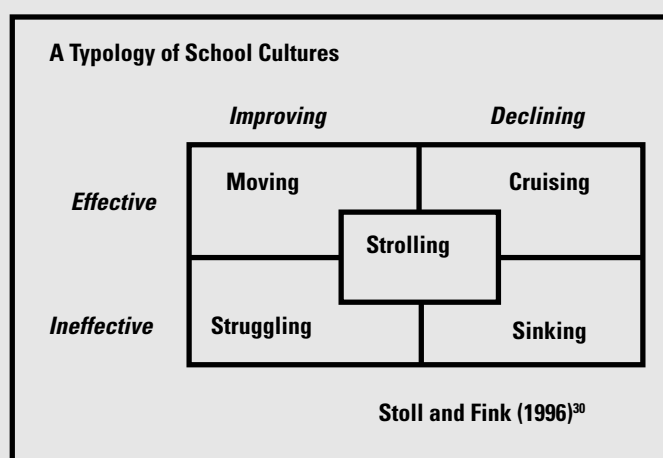 A Typology of School Cultures
Improving Declining
Moving Cruising
Effective
Strolling
Ineffective Struggling Sinking
Stoll and Fink (1996)30